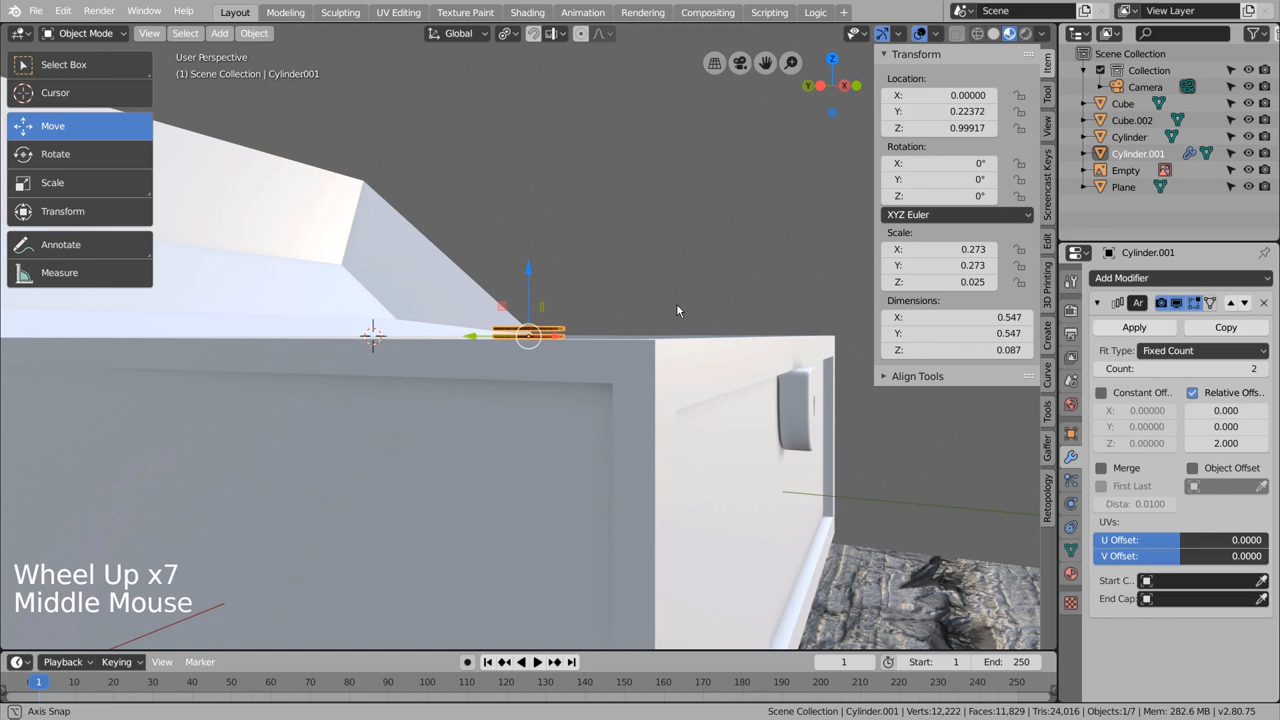 File Edit Render Window Help Layout Modeling Sculpting UV Editing Texture Paint Shading Animation Rendering Compositing Scripting Logic + Scene View Layer
Object Mode View Select Add Object Global
Select Box
Cursor
Move
Rotate
Scale
Transform
Annotate
Measure
User Perspective
(1) Scene Collection | Cylinder001
Z
Y
X
Transform
Location:
X: 0.00000
Y: 0.22372
Z: 0.99917
Rotation:
X: 0°
Y: 0°
Z: 0°
XYZ Euler
Scale:
X: 0.273
Y: 0.273
Z: 0.025
Dimensions:
X: 0.547
Y: 0.547
Z: 0.087
Align Tools
Item
Tool
View
Screencast Keys
Edit
3D Printing
Create
Curve
Tools
Gaffer
Retopology
Scene Collection
Collection
Camera
Cube
Cube.002
Cylinder
Cylinder.001
Empty
Plane
Cylinder.001
Add Modifier
Ar
Apply Copy
Fit Type: Fixed Count
Count: 2
Constant Off.. Relative Offs..
X: 0.00000 0.000
Y: 0.00000 0.000
Z: 0.00000 2.000
Merge Object Offset
First Last
Dista: 0.0100
UVs:
U Offset: 0.0000
V Offset: 0.0000
Start C..
End Cap:
Wheel Up x7
Middle Mouse
Playback Keying View Marker 1 Start: 1 End: 250
1 10 20 30 40 50 60 70 80 90 100 110 120 130 140 150 160 170 180 190 200 210 220 230 240 250
Axis Snap Scene Collection | Cylinder.001 | Verts:12,222 | Faces:11,829 | Tris:24,016 | Objects:1/7 | Mem: 282.6 MB | v2.80.75